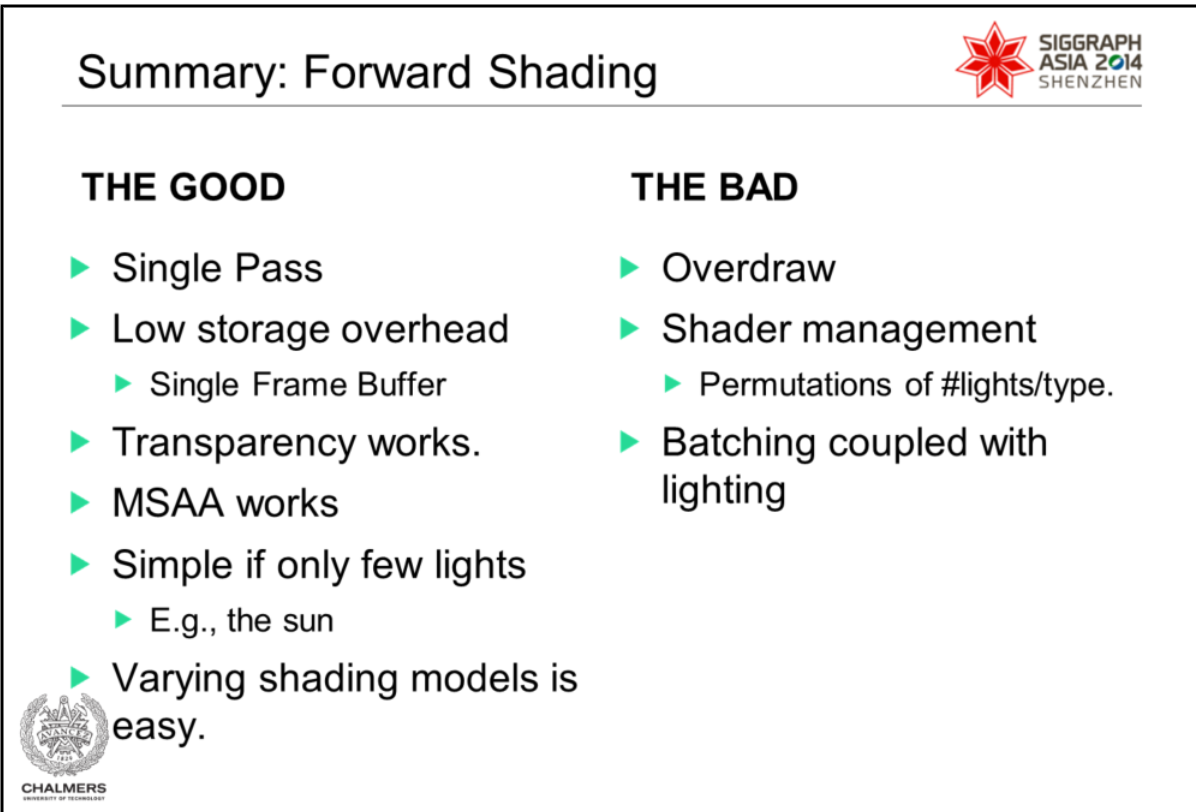 Summary: Forward Shading
SIGGRAPH
ASIA 2014
SHENZHEN
THE GOOD
Single Pass
Low storage overhead
Single Frame Buffer
Transparency works.
MSAA works
Simple if only few lights
E.g., the sun
Varying shading models is
easy.
THE BAD
Overdraw
Shader management
Permutations of #lights/type.
Batching coupled with
lighting
AVANCEZ
1829
CHALMERS
UNIVERSITY OF TECHNOLOGY